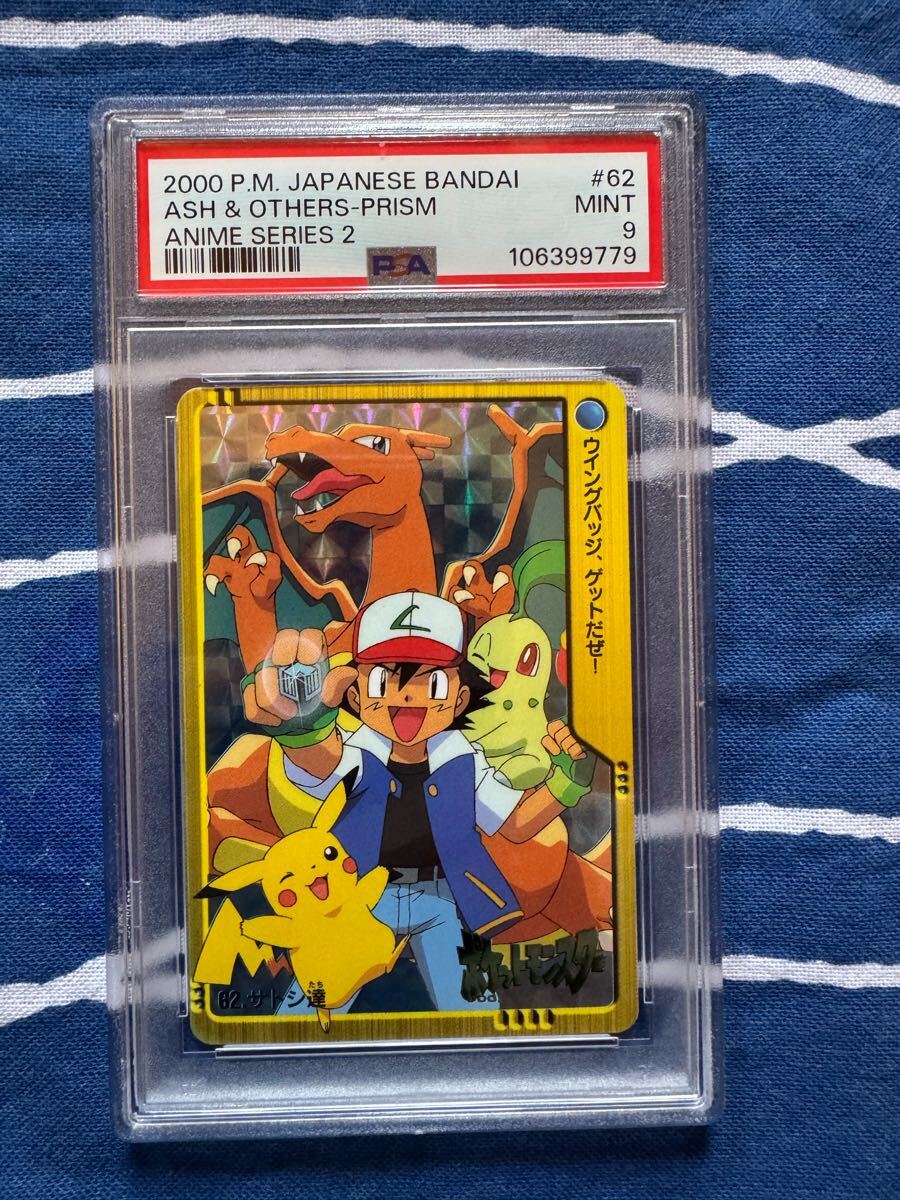 2000 P.M. JAPANESE BANDAI #62
ASH & OTHERS-PRISM MINT
ANIME SERIES 2 9
PSA 106399779
ウイングバッジ、ゲットだぜ!
ポケットモンスター
たち
62.サトシ達